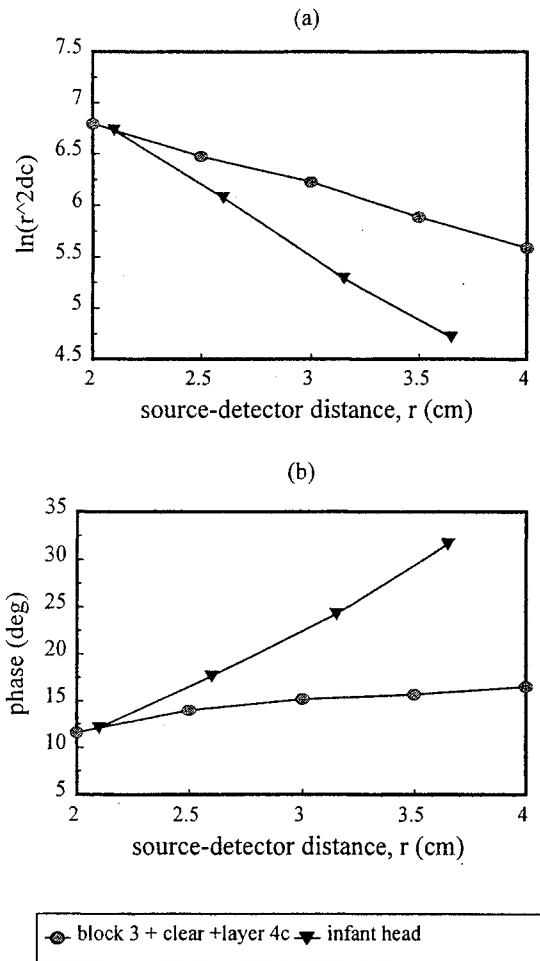 (a)
7.5
7
6.5
6
5.5
5
4.5
ln(r^2dc)
2 2.5 3 3.5 4
source-detector distance, r (cm)
(b)
35
30
25
20
15
10
5
phase (deg)
2 2.5 3 3.5 4
source-detector distance, r (cm)
block 3 + clear +layer 4c infant head